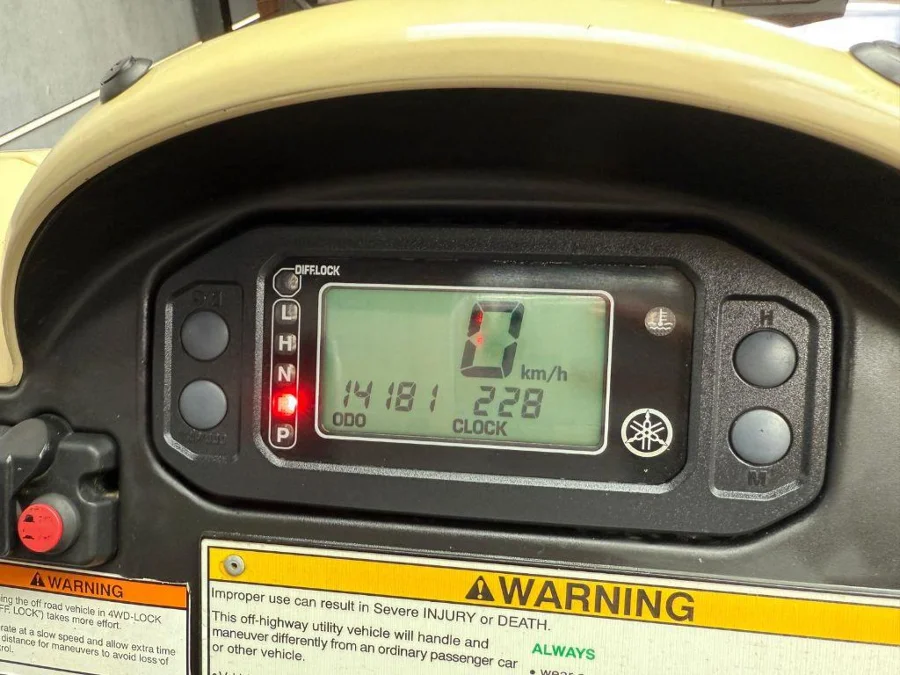 DIFF.LOCK
L
H
N
P
0 km/h
14181 228
ODO CLOCK
H
M
WARNING
ing the off road vehicle in 4WD-LOCK
FF. LOCK") takes more effort.
rate at a slow speed and allow extra time
distance for maneuvers to avoid loss of
trol.
WARNING
Improper use can result in Severe INJURY or DEATH.
This off-highway utility vehicle will handle and
maneuver differently from an ordinary passenger car
or other vehicle.
ALWAYS
• wear